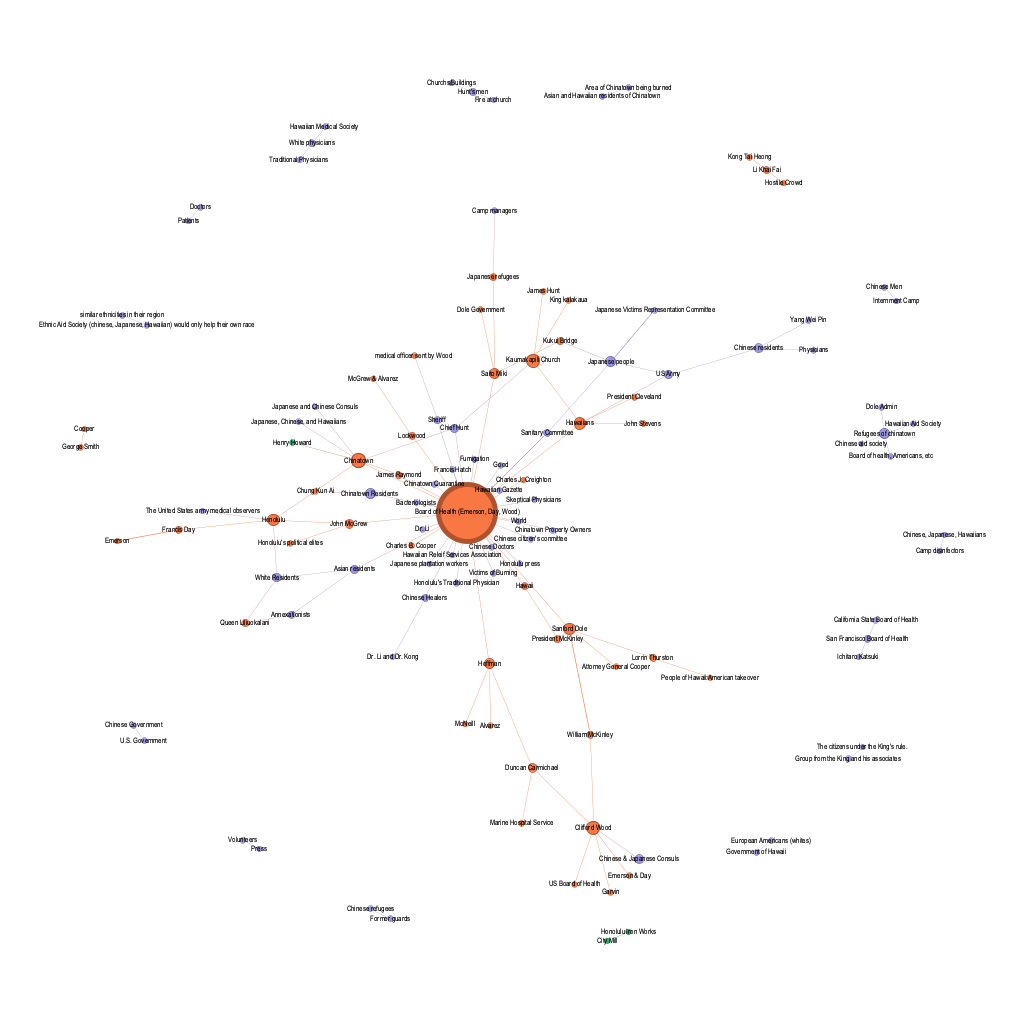 Churchs Buildings
Hunt's men
Fire at church
Area of Chinatown being burned
Asian and Hawaiian residents of Chinatown
Hawaiian Medical Society
White physicians
Traditional Physicians
Kong Tai Heong
Li Khai Fai
Hostile Crowd
Doctors
Patients
Camp managers
Japanese refugees
James Hunt
King kalakaua
Chinese Men
Internment Camp
Dole Government
Japanese Victims Representation Committee
similar ethnicities in their region
Ethnic Aid Society (chinese, Japanese, Hawaiian) would only help their own race
Yang Wei Pin
Kuku Bridge
Chinese residents
Physicians
medical officer sent by Wood
Kaumakapili Church
Japanese people
Saito Miki
US Army
McGrew & Alvarez
President Cleveland
Japanese and Chinese Consuls
Dole Admin
Japanese, Chinese, and Hawaiians
Sheriff
Chief Hunt
Hawaiians
John Stevens
Hawaiian Aid Society
Cooper
Lockwood
Sanitary Committee
Refugees of chinatown
George Smith
Henry Howard
Chinese aid society
Board of health, Americans, etc
Chinatown
Fumigation
Good
Francis Hatch
James Raymond
Charles J. Creighton
Chinatown Quarantine
Chung Kun Ai
Chinatown Residents
Hawaiian Gazette
Bacteriologists
Skeptical Physicians
The United States army medical observers
Board of Health (Emerson, Day, Wood)
Honolulu
John McGrew
World
Francis Day
Dr. Li
Chinatown Property Owners
Chinese, Japanese, Hawaiians
Emerson
Honolulu's political elites
Chinese citizen's committee
Charles B. Cooper
Chinese Doctors
Camp disinfectors
Hawaiian Releif Services Association
Japanese plantation workers
Honolulu press
Asian residents
Victims of Burning
White Residents
Honolulu's Traditional Physician
Hawaii
Chinese Healers
Annexationists
Queen Liliuokalani
California State Board of Health
Sanford Dole
President McKinley
San Francisco Board of Health
Dr. Li and Dr. Kong
Heffman
Lorrin Thurston
Ichitaro Katsuki
Attorney General Cooper
People of Hawaii: American takeover
Chinese Government
McNeill
Alvarez
U.S. Government
William McKinley
The citizens under the King's rule.
Group from the King and his associates
Duncan Carmichael
Marine Hospital Service
Clifford Wood
Volunteers
Press
European Americans (whites)
Government of Hawaii
Chinese & Japanese Consuls
Emerson & Day
US Board of Health
Garvin
Chinese refugees
Former guards
Honolulu Iron Works
City Mill